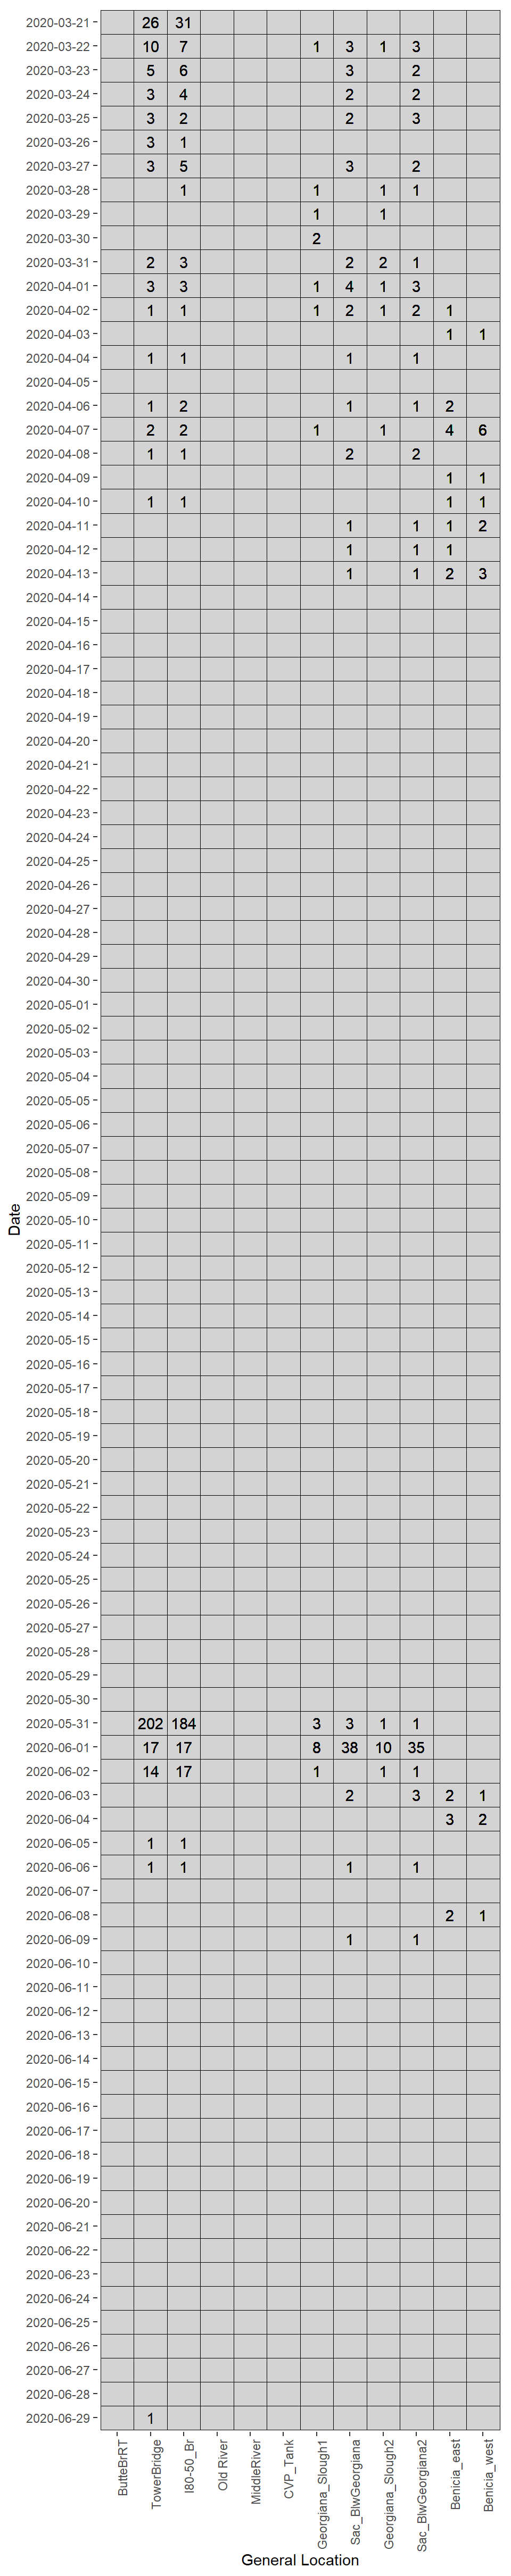 2020-03-21 26 31
2020-03-22 10 7 1 3 1 3
2020-03-23 5 6 3 2
2020-03-24 3 4 2 2
2020-03-25 3 2 2 3
2020-03-26 3 1
2020-03-27 3 5 3 2
2020-03-28 1 1 1 1
2020-03-29 1 1
2020-03-30 2
2020-03-31 2 3 2 2 1
2020-04-01 3 3 1 4 1 3
2020-04-02 1 1 1 2 1 2 1
2020-04-03 1 1
2020-04-04 1 1 1 1
2020-04-05
2020-04-06 1 2 1 1 2
2020-04-07 2 2 1 1 4 6
2020-04-08 1 1 2 2
2020-04-09 1 1
2020-04-10 1 1 1 1
2020-04-11 1 1 1 2
2020-04-12 1 1 1
2020-04-13 1 1 2 3
2020-04-14
2020-04-15
2020-04-16
2020-04-17
2020-04-18
2020-04-19
2020-04-20
2020-04-21
2020-04-22
2020-04-23
2020-04-24
2020-04-25
2020-04-26
2020-04-27
2020-04-28
2020-04-29
2020-04-30
2020-05-01
2020-05-02
2020-05-03
2020-05-04
2020-05-05
2020-05-06
2020-05-07
2020-05-08
2020-05-09
2020-05-10
2020-05-11
2020-05-12
2020-05-13
2020-05-14
2020-05-15
2020-05-16
2020-05-17
2020-05-18
2020-05-19
2020-05-20
2020-05-21
2020-05-22
2020-05-23
2020-05-24
2020-05-25
2020-05-26
2020-05-27
2020-05-28
2020-05-29
2020-05-30
2020-05-31 202 184 3 3 1 1
2020-06-01 17 17 8 38 10 35
2020-06-02 14 17 1 1 1
2020-06-03 2 3 2 1
2020-06-04 3 2
2020-06-05 1 1
2020-06-06 1 1 1 1
2020-06-07
2020-06-08 2 1
2020-06-09 1 1
2020-06-10
2020-06-11
2020-06-12
2020-06-13
2020-06-14
2020-06-15
2020-06-16
2020-06-17
2020-06-18
2020-06-19
2020-06-20
2020-06-21
2020-06-22
2020-06-23
2020-06-24
2020-06-25
2020-06-26
2020-06-27
2020-06-28
2020-06-29 1
Date
ButteBrRT
TowerBridge
I80-50_Br
Old River
MiddleRiver
CVP_Tank
Georgiana_Slough1
Sac_BlwGeorgiana
Georgiana_Slough2
Sac_BlwGeorgiana2
Benicia_east
Benicia_west
General Location